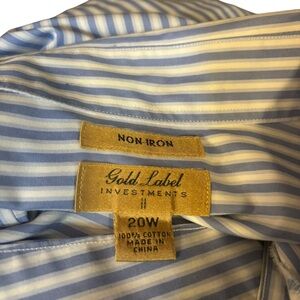 NON-IRON
Gold Label
INVESTMENTS
II
20W
100% COTTON
MADE IN
CHINA